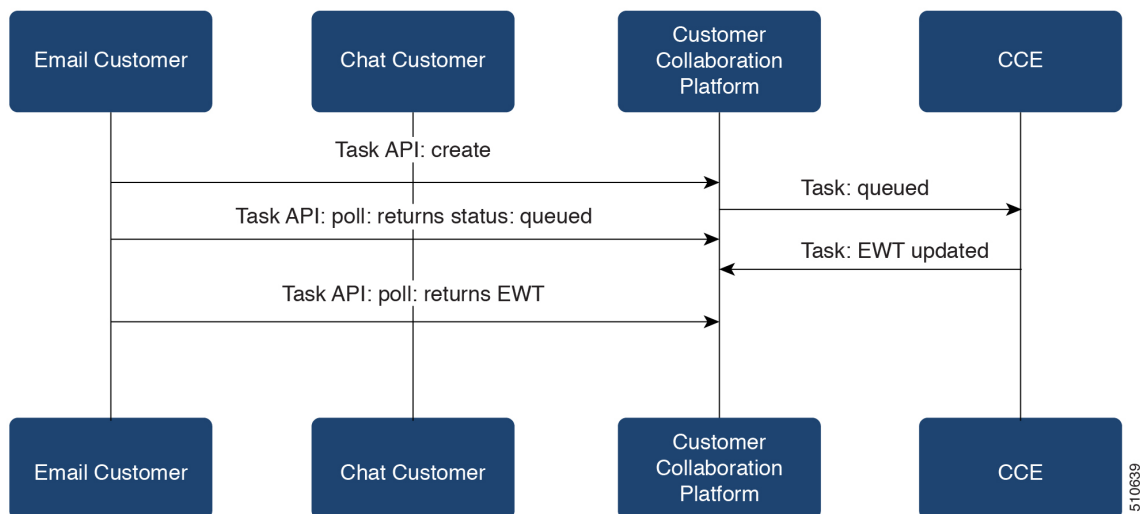 Email Customer
Chat Customer
Customer
Collaboration
Platform
CCE
Task API: create
Task: queued
Task API: poll: returns status: queued
Task: EWT updated
Task API: poll: returns EWT
Email Customer
Chat Customer
Customer
Collaboration
Platform
CCE
510639